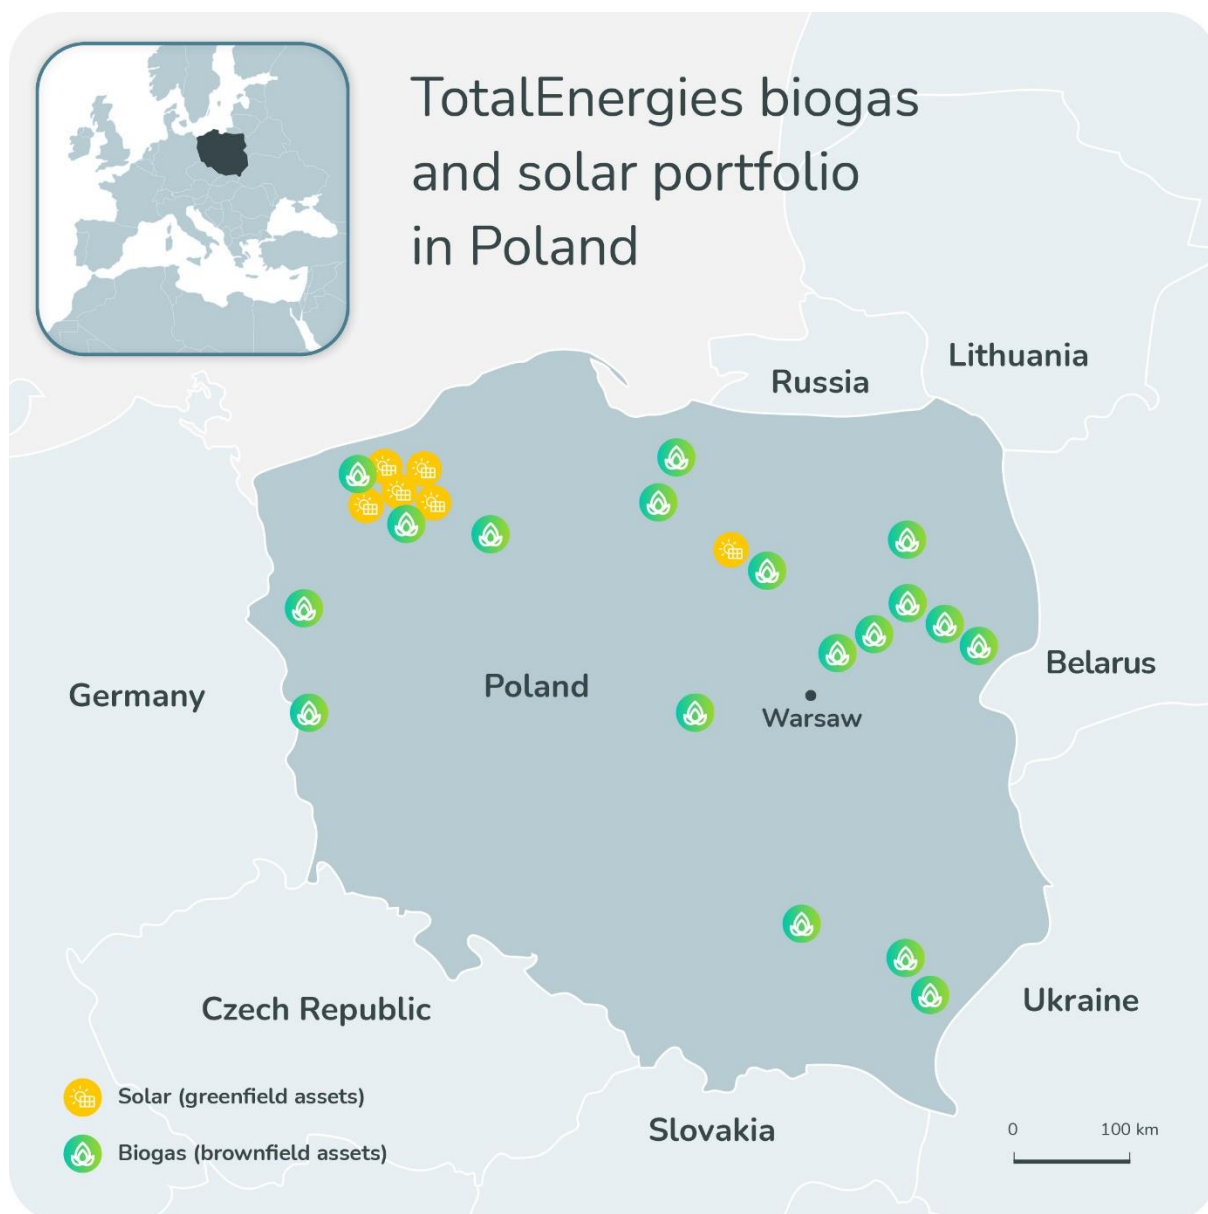 TotalEnergies biogas
and solar portfolio
in Poland
Lithuania
Russia
Belarus
Poland
Germany
Warsaw
Ukraine
Czech Republic
Solar (greenfield assets)
Slovakia
0 100 km
Biogas (brownfield assets)